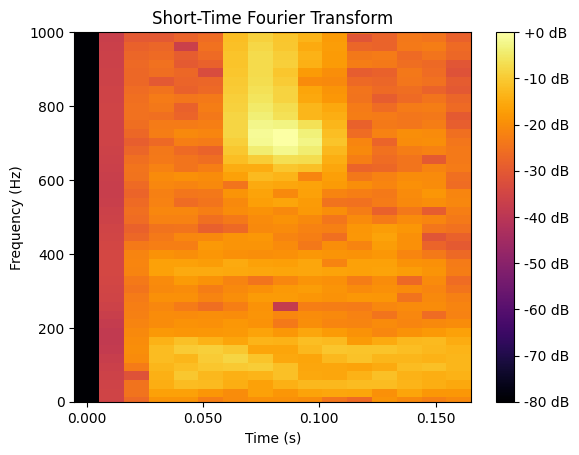 Short-Time Fourier Transform
1000
800
600
400
200
0
Frequency (Hz)
0.000
0.050
0.100
0.150
Time (s)
+0 dB
-10 dB
-20 dB
-30 dB
-40 dB
-50 dB
-60 dB
-70 dB
-80 dB